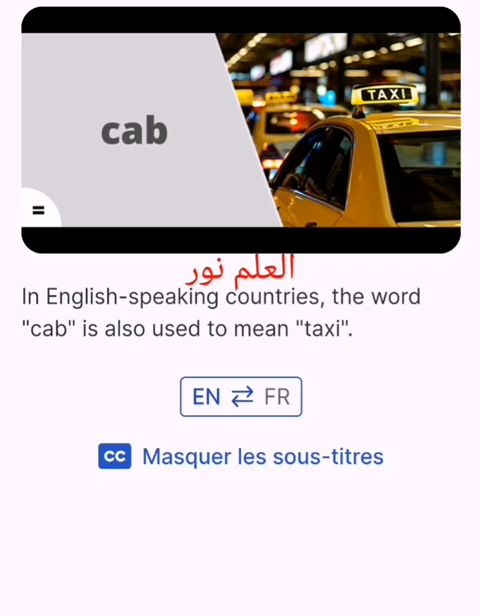 cab
TAXI
=
العلم نور
In English-speaking countries, the word
"cab" is also used to mean "taxi".
EN ⇄ FR
CC Masquer les sous-titres